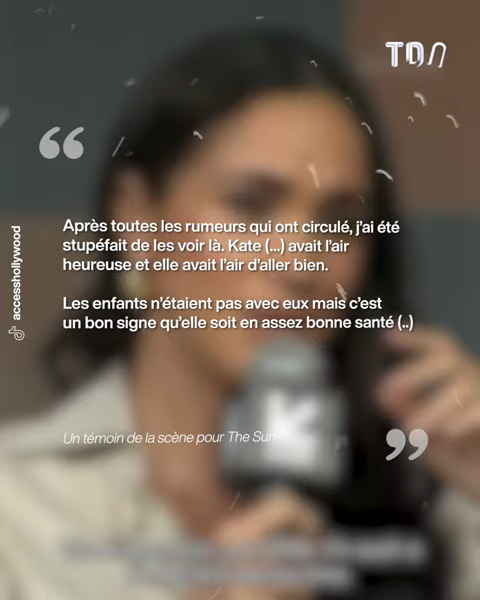 TDA
“
Après toutes les rumeurs qui ont circulé, j’ai été
stupéfait de les voir là. Kate (...) avait l’air
heureuse et elle avait l’air d’aller bien.
Les enfants n’étaient pas avec eux mais c’est
un bon signe qu’elle soit en assez bonne santé (..)
Un témoin de la scène pour The Sun
”
accesshollywood